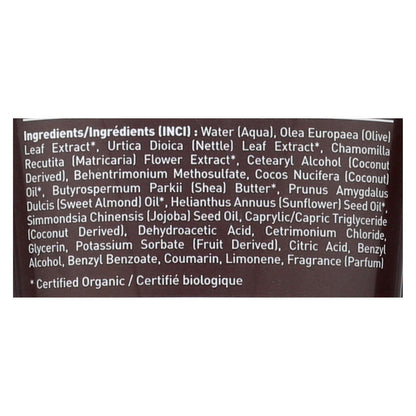 Ingredients/Ingrédients (INCI) : Water (Aqua), Olea Europaea (Olive)
Leaf Extract*, Urtica Dioica (Nettle) Leaf Extract*, Chamomilla
Recutita (Matricaria) Flower Extract*, Cetearyl Alcohol (Coconut
Derived), Behentrimonium Methosulfate, Cocos Nucifera (Coconut)
Oil*, Butyrospermum Parkii (Shea) Butter*, Prunus Amygdalus
Dulcis (Sweet Almond) Oil*, Helianthus Annuus (Sunflower) Seed Oil*,
Simmondsia Chinensis (Jojoba) Seed Oil, Caprylic/Capric Triglyceride
(Coconut Derived), Dehydroacetic Acid, Cetrimonium Chloride,
Glycerin, Potassium Sorbate (Fruit Derived), Citric Acid, Benzyl
Alcohol, Benzyl Benzoate, Coumarin, Limonene, Fragrance (Parfum)
* Certified Organic / Certifié biologique